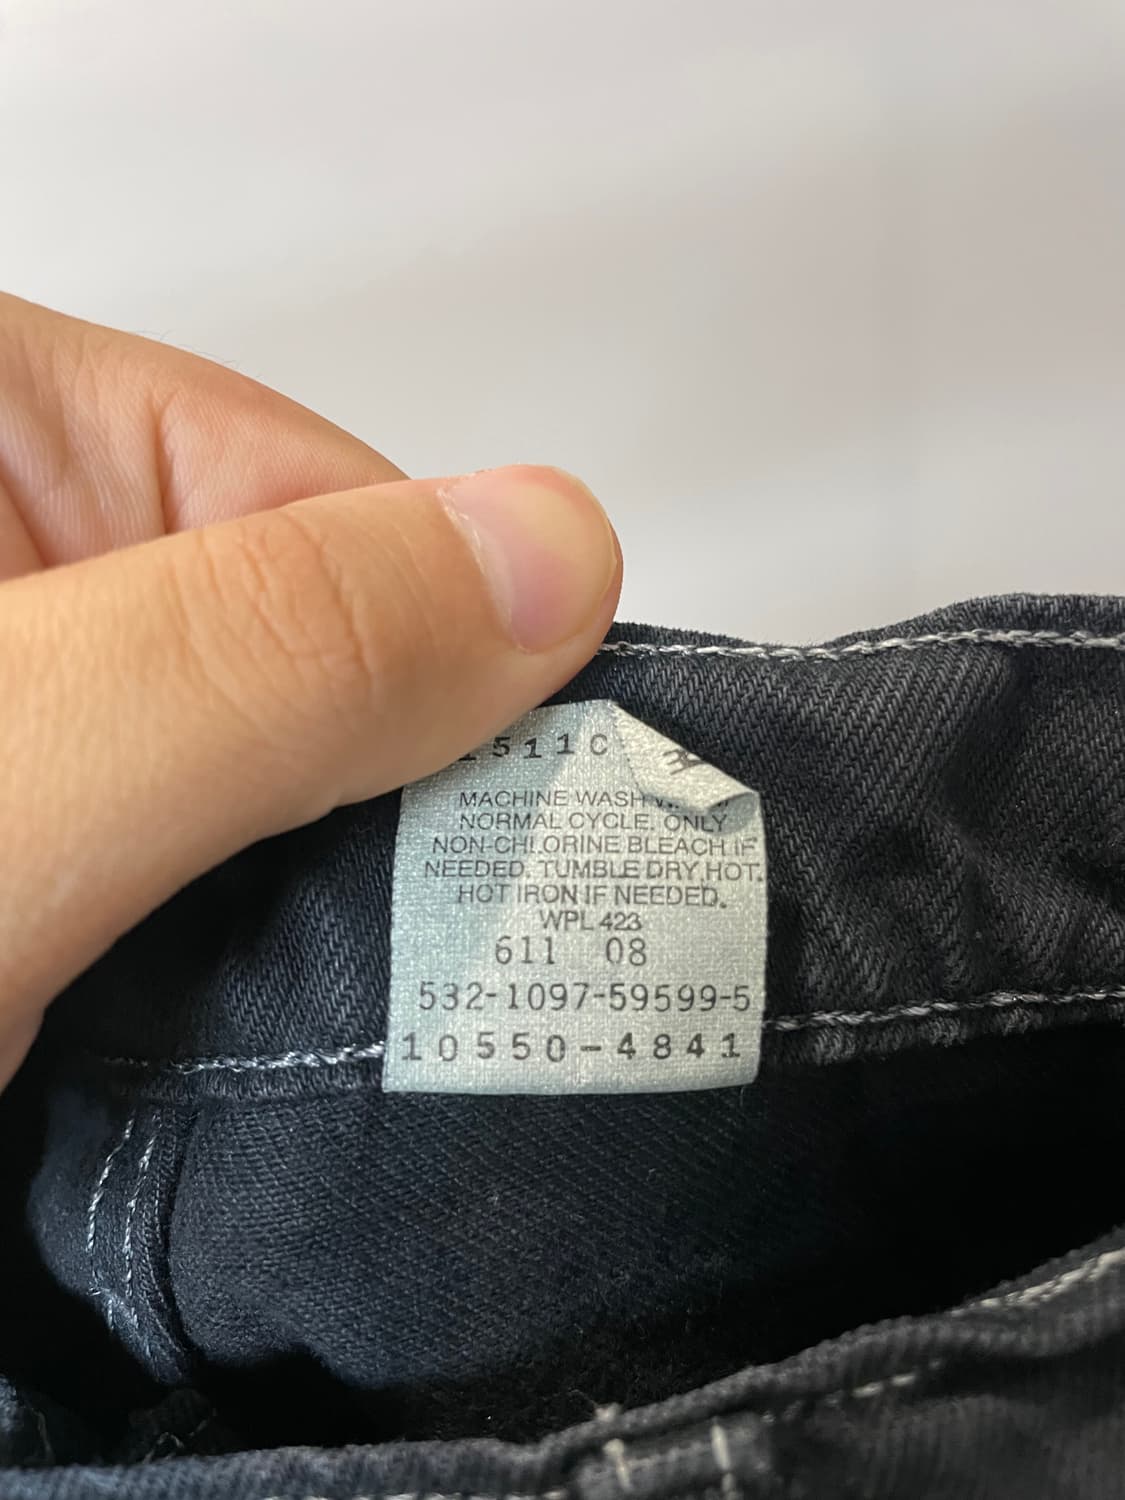 1511C
MACHINE WASH
NORMAL CYCLE. ONLY
NON-CHLORINE BLEACH IF
NEEDED. TUMBLE DRY HOT.
HOT IRON IF NEEDED.
WPL 423
611 08
532-1097-59599-5
10550-4841